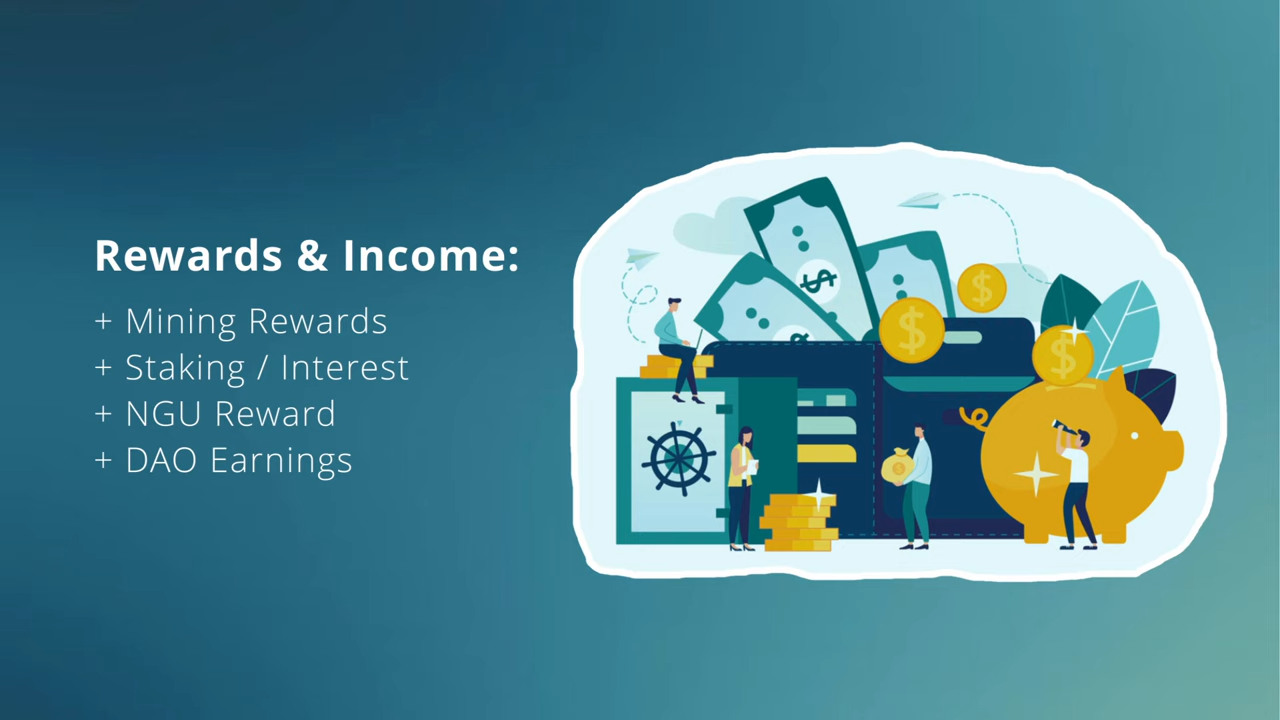 Rewards & Income:
+ Mining Rewards
+ Staking / Interest
+ NGU Reward
+ DAO Earnings